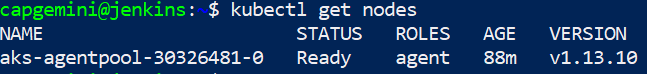 capgemini@jenkins:~$ kubectl get nodes
NAME STATUS ROLES AGE VERSION
aks-agentpool-30326481-0 Ready agent 88m v1.13.10